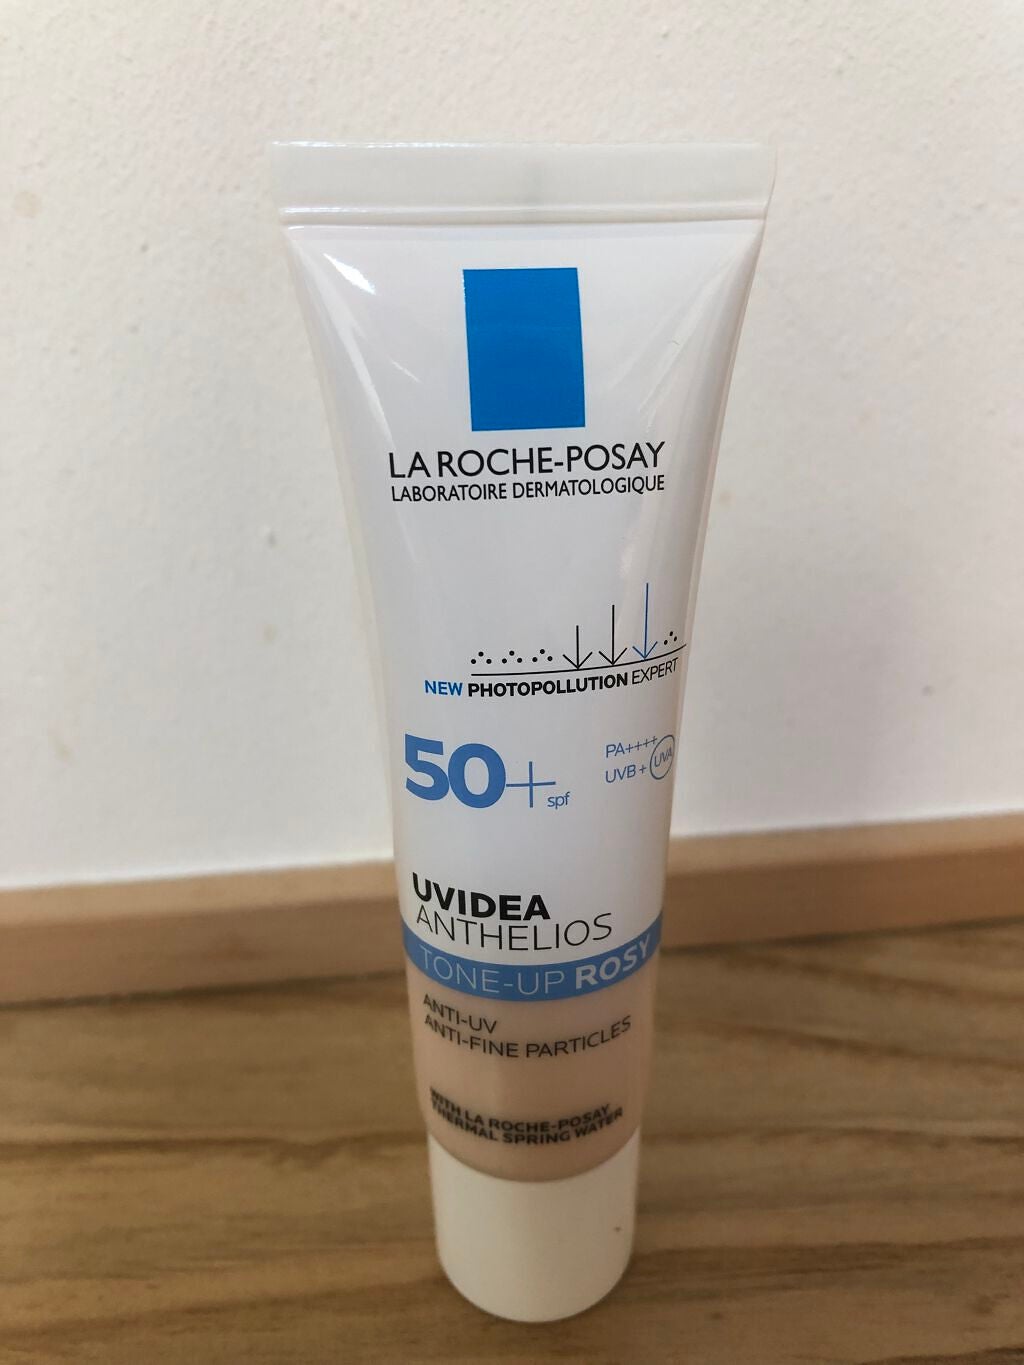 LA ROCHE-POSAY
LABORATOIRE DERMATOLOGIQUE
NEW PHOTOPOLLUTION EXPERT
50+ spf
PA++++
UVB + UVA
UVIDEA
ANTHELIOS
TONE-UP ROSY
ANTI-UV
ANTI-FINE PARTICLES
WITH LA ROCHE-POSAY
THERMAL SPRING WATER